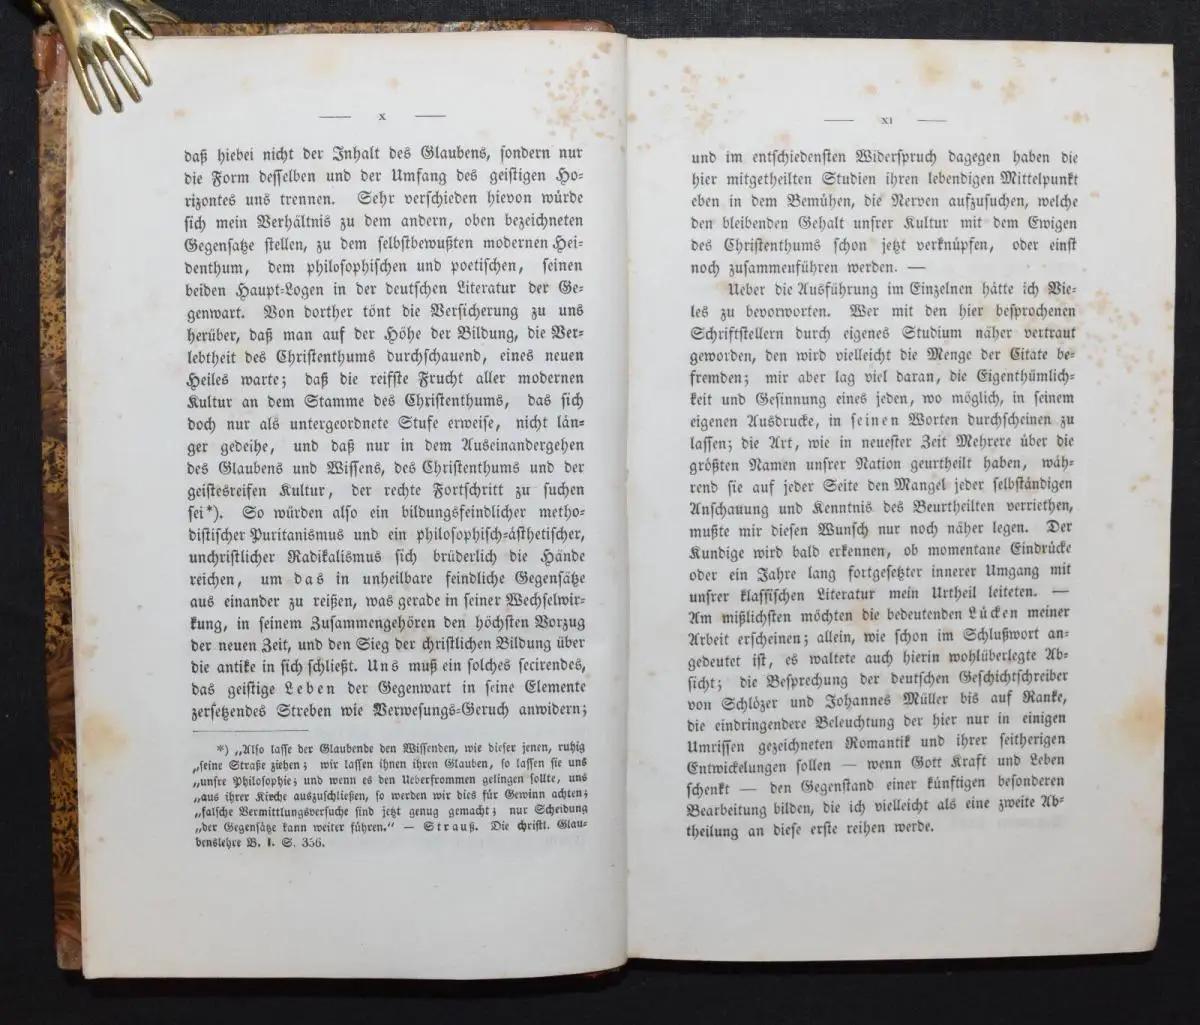 — x —
daß hiebei nicht der Inhalt des Glaubens, sondern nur
die Form desselben und der Umfang des geistigen Ho-
rizontes uns trennen. Sehr verschieden hievon würde
sich mein Verhältnis zu dem andern, oben bezeichneten
Gegensatze stellen, zu dem selbstbewußten modernen Hei-
denthum, dem philosophischen und poetischen, seinen
beiden Haupt-Logen in der deutschen Literatur der Ge-
genwart. Von dorther tönt die Versicherung zu uns
herüber, daß man auf der Höhe der Bildung, die Ver-
lebtheit des Christenthums durchschauend, eines neuen
Heiles warte; daß die reifste Frucht aller modernen
Kultur an dem Stamme des Christenthums, das sich
doch nur als untergeordnete Stufe erweise, nicht län-
ger gedeihe, und daß nur in dem Auseinandergehen
des Glaubens und Wissens, des Christenthums und der
geistesreifen Kultur, der rechte Fortschritt zu suchen
sei*). So würden also ein bildungsfeindlicher metho-
distischer Puritanismus und ein philosophisch-ästhetischer,
unchristlicher Radikalismus sich brüderlich die Hände
reichen, um das in unheilbare feindliche Gegensätze
aus einander zu reißen, was gerade in seiner Wechselwir-
kung, in seinem Zusammengehören den höchsten Vorzug
der neuen Zeit, und den Sieg der christlichen Bildung über
die antike in sich schließt. Uns muß ein solches secirendes,
das geistige Leben der Gegenwart in seine Elemente
zersetzendes Streben wie Verwesungs-Geruch anwidern;
*) „Also lasse der Glaubende den Wissenden, wie dieser jenen, ruhig
„seine Straße ziehen; wir lassen ihnen ihren Glauben, so lassen sie uns
„unsre Philosophie; und wenn es den Ueberfrommen gelingen sollte, uns
„aus ihrer Kirche auszuschließen, so werden wir dies für Gewinn achten;
„falsche Vermittlungsversuche sind jetzt genug gemacht; nur Scheidung
„der Gegensätze kann weiter führen.“ — Strauß. Die christl. Glau-
benslehre B. I. S. 356.
— xi —
und im entschiedensten Widerspruch dagegen haben die
hier mitgetheilten Studien ihren lebendigen Mittelpunkt
eben in dem Bemühen, die Nerven aufzusuchen, welche
den bleibenden Gehalt unsrer Kultur mit dem Ewigen
des Christenthums schon jetzt verknüpfen, oder einst
noch zusammenführen werden. —
Ueber die Ausführung im Einzelnen hätte ich Vie-
les zu bevorworten. Wer mit den hier besprochenen
Schriftstellern durch eigenes Studium näher vertraut
geworden, den wird vielleicht die Menge der Citate be-
fremden; mir aber lag viel daran, die Eigenthümlich-
keit und Gesinnung eines jeden, wo möglich, in seinem
eigenen Ausdrucke, in seinen Worten durchscheinen zu
lassen; die Art, wie in neuester Zeit Mehrere über die
größten Namen unsrer Nation geurtheilt haben, wäh-
rend sie auf jeder Seite den Mangel jeder selbständigen
Anschauung und Kenntnis des Beurtheilten verriethen,
mußte mir diesen Wunsch nur noch näher legen. Der
Kundige wird bald erkennen, ob momentane Eindrücke
oder ein Jahre lang fortgesetzter innerer Umgang mit
unsrer klassischen Literatur mein Urtheil leiteten. —
Am mißlichsten möchten die bedeutenden Lücken meiner
Arbeit erscheinen; allein, wie schon im Schlußwort an-
gedeutet ist, es waltete auch hierin wohlüberlegte Ab-
sicht; die Besprechung der deutschen Geschichtschreiber
von Schlözer und Johannes Müller bis auf Ranke,
die eindringendere Beleuchtung der hier nur in einigen
Umrissen gezeichneten Romantik und ihrer seitherigen
Entwickelungen sollen — wenn Gott Kraft und Leben
schenkt — den Gegenstand einer künftigen besonderen
Bearbeitung bilden, die ich vielleicht als eine zweite Ab-
theilung an diese erste reihen werde.